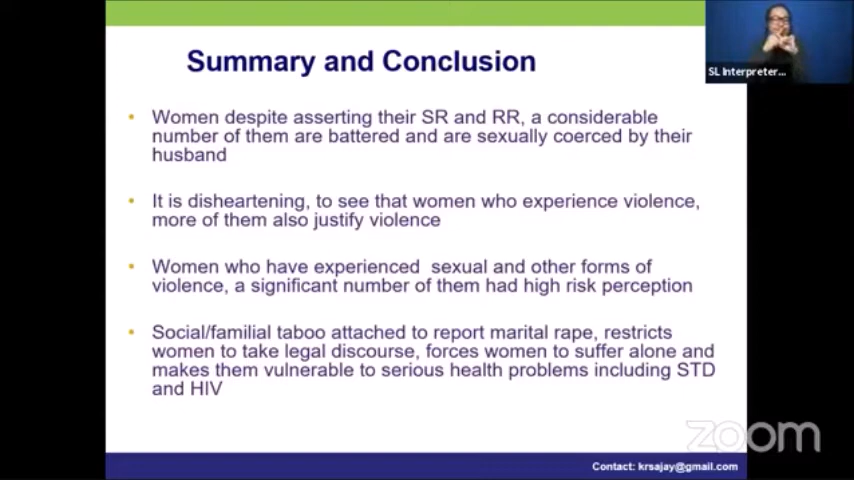 Summary and Conclusion
SL Interpreter...
• Women despite asserting their SR and RR, a considerable
number of them are battered and are sexually coerced by their
husband
• It is disheartening, to see that women who experience violence,
more of them also justify violence
• Women who have experienced sexual and other forms of
violence, a significant number of them had high risk perception
• Social/familial taboo attached to report marital rape, restricts
women to take legal discourse, forces women to suffer alone and
makes them vulnerable to serious health problems including STD
and HIV
zoom
Contact: krsajay@gmail.com